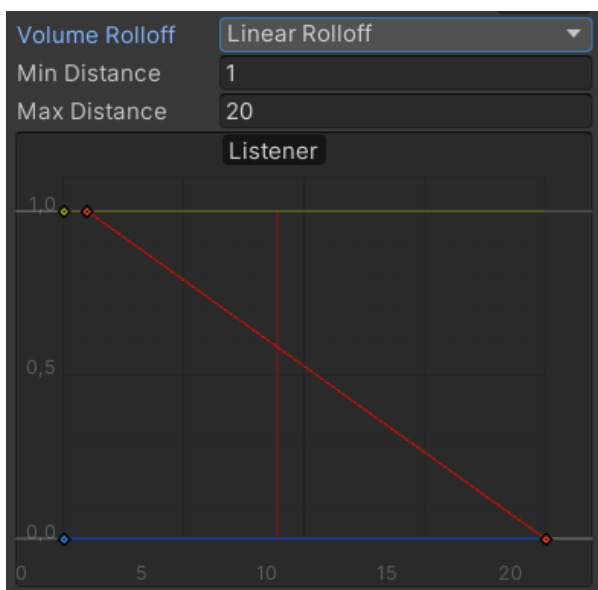 Volume Rolloff Linear Rolloff
Min Distance 1
Max Distance 20
Listener
1,0
0,5
0,0
0 5 10 15 20